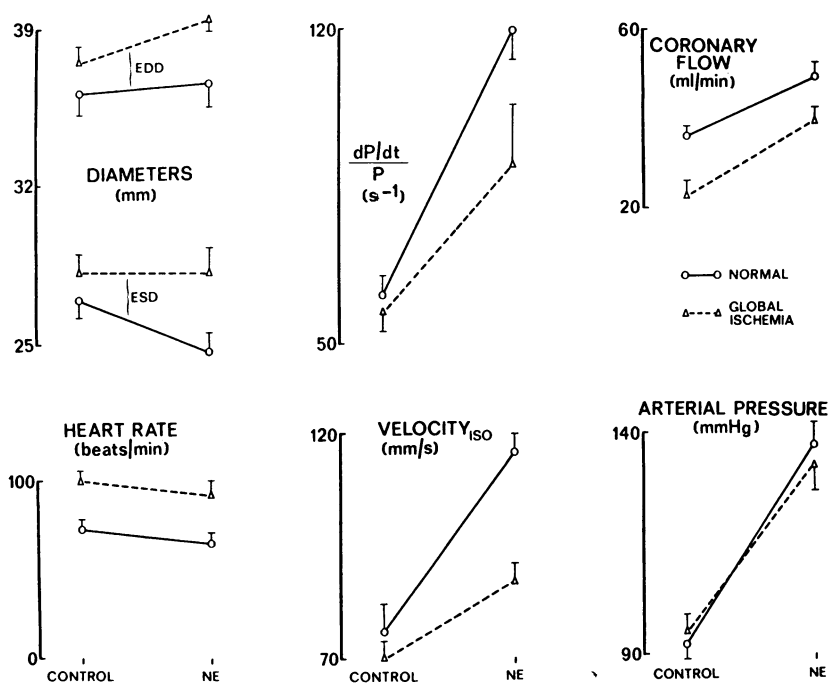 39
32
25
EDD
DIAMETERS
(mm)
ESD
120
50
dP/dt
P
(s⁻¹)
60
20
CORONARY
FLOW
(ml/min)
NORMAL
GLOBAL
ISCHEMIA
HEART RATE
(beats/min)
100
0
CONTROL
NE
120
VELOCITY ISO
(mm/s)
70
CONTROL
NE
ARTERIAL PRESSURE
(mmHg)
140
90
CONTROL
NE